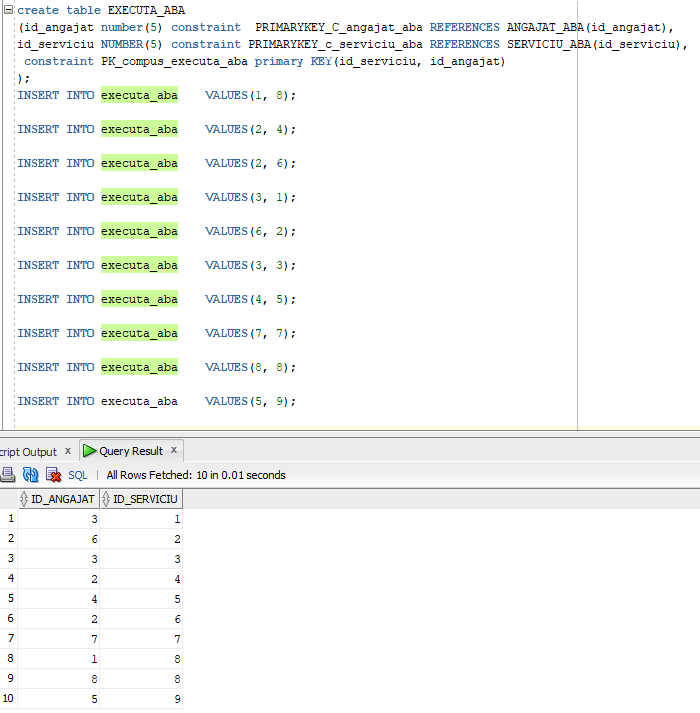 create table EXECUTA_ABA
(id_angajat number(5) constraint  PRIMARYKEY_C_angajat_aba REFERENCES ANGAJAT_ABA(id_angajat),
id_serviciu NUMBER(5) constraint PRIMARYKEY_c_serviciu_aba REFERENCES SERVICIU_ABA(id_serviciu),
 constraint PK_compus_executa_aba primary KEY(id_serviciu, id_angajat)
);
INSERT INTO executa_aba    VALUES(1, 8);
INSERT INTO executa_aba    VALUES(2, 4);
INSERT INTO executa_aba    VALUES(2, 6);
INSERT INTO executa_aba    VALUES(3, 1);
INSERT INTO executa_aba    VALUES(6, 2);
INSERT INTO executa_aba    VALUES(3, 3);
INSERT INTO executa_aba    VALUES(4, 5);
INSERT INTO executa_aba    VALUES(7, 7);
INSERT INTO executa_aba    VALUES(8, 8);
INSERT INTO executa_aba    VALUES(5, 9);
cript Output x Query Result x
SQL | All Rows Fetched: 10 in 0.01 seconds
ID_ANGAJAT ID_SERVICIU
1 3 1
2 6 2
3 3 3
4 2 4
5 4 5
6 2 6
7 7 7
8 1 8
9 8 8
10 5 9